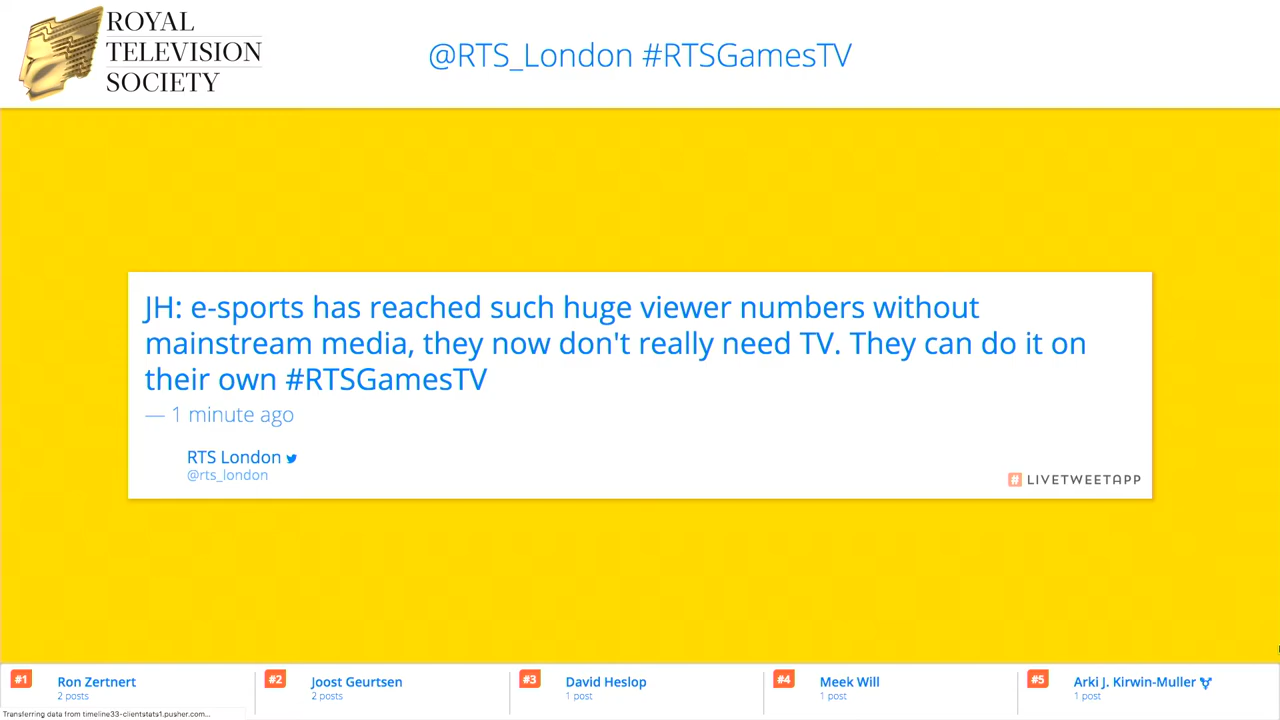 ROYAL
TELEVISION
SOCIETY
@RTS_London #RTSGamesTV
JH: e-sports has reached such huge viewer numbers without
mainstream media, they now don't really need TV. They can do it on
their own #RTSGamesTV
— 1 minute ago
RTS London
@rts_london
# LIVETWEETAPP
#1 Ron Zertnert
2 posts
#2 Joost Geurtsen
2 posts
#3 David Heslop
1 post
#4 Meek Will
1 post
#5 Arki J. Kirwin-Muller ⚧
1 post
Transferring data from timeline33-clientstats1.pusher.com...